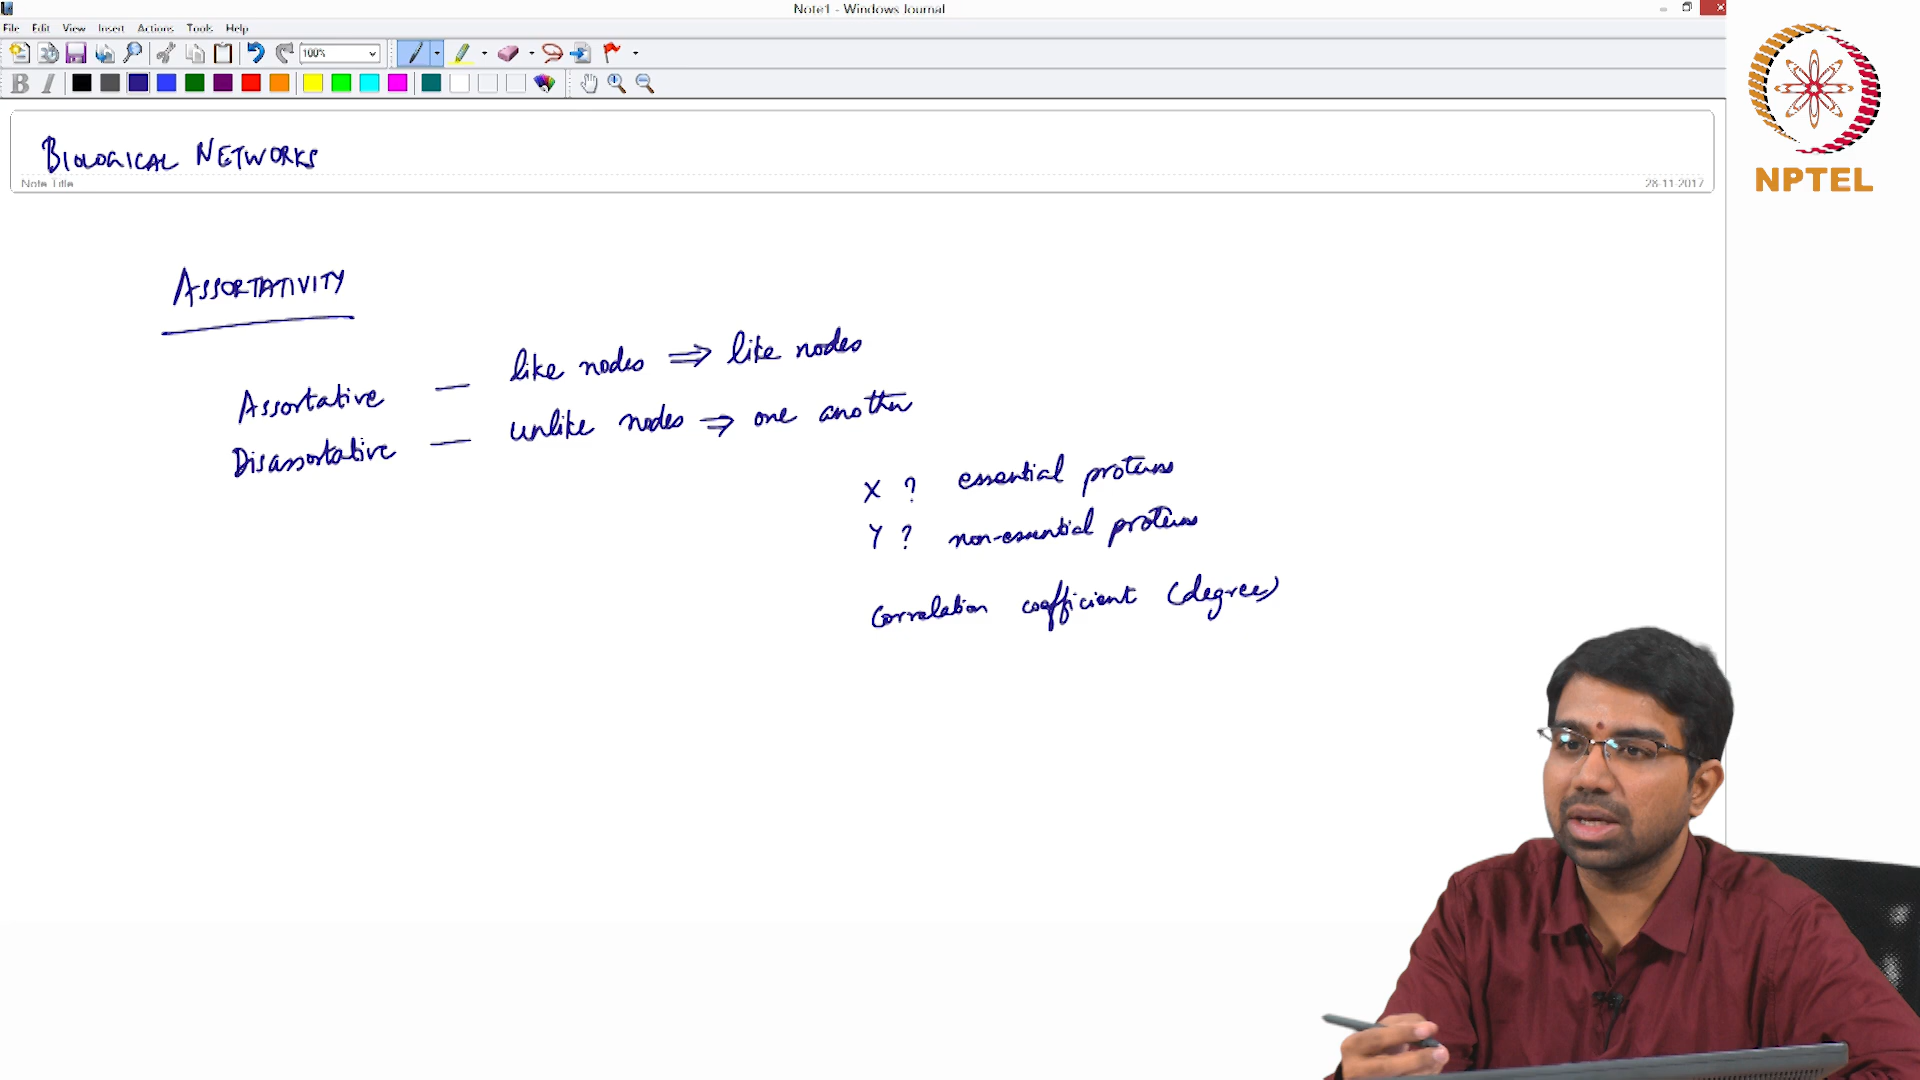 Note1 - Windows Journal
File Edit View Insert Actions Tools Help
100%
B I
BIOLOGICAL NETWORKS
Note Title
28-11-2017
NPTEL
ASSORTATIVITY
Assortative — like nodes ⇒ like nodes
Disassortative — unlike nodes ⇒ one another
X ? essential proteins
Y ? non-essential proteins
Correlation coefficient (degree)